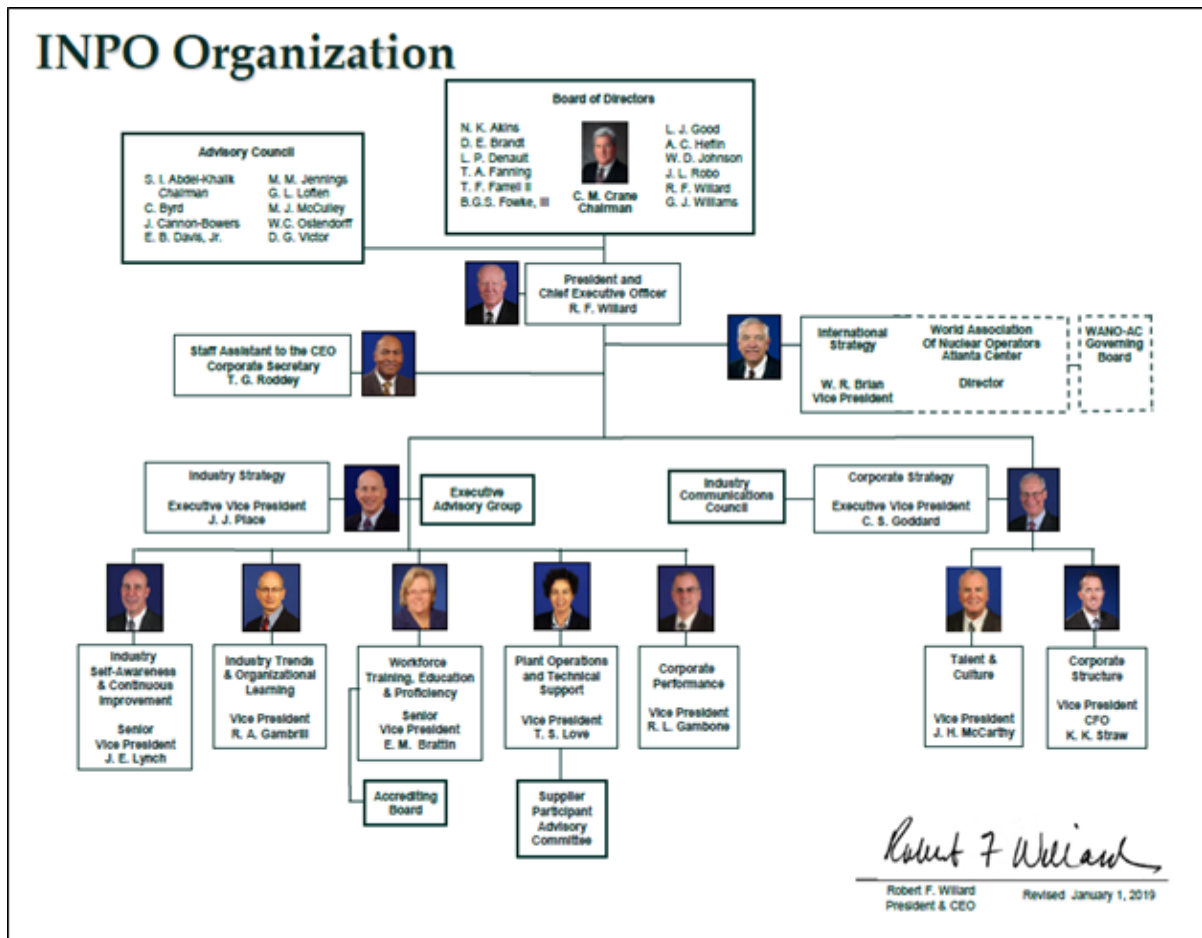 INPO Organization
Board of Directors
N. K. Akins
D. E. Brandt
L. P. Denault
T. A. Fanning
T. F. Farrell II
B.G.S. Fowke, III
C. M. Crane
Chairman
L. J. Good
A. C. Heflin
W. D. Johnson
J. L. Robo
R. F. Willard
G. J. Williams
Advisory Council
S. I. Abdel-Khalik
Chairman
C. Byrd
J. Cannon-Bowers
E. B. Davis, Jr.
M. M. Jennings
G. L. Loften
M. J. McCulley
W.C. Ostendorff
D. G. Victor
President and
Chief Executive Officer
R. F. Willard
Staff Assistant to the CEO
Corporate Secretary
T. G. Roddey
International
Strategy
W. R. Brian
Vice President
World Association
Of Nuclear Operators
Atlanta Center
Director
WANO-AC
Governing
Board
Industry Strategy
Executive Vice President
J. J. Place
Executive
Advisory Group
Industry
Communications
Council
Corporate Strategy
Executive Vice President
C. S. Goddard
Industry
Self-Awareness
& Continuous
Improvement
Senior
Vice President
J. E. Lynch
Industry Trends
& Organizational
Learning
Vice President
R. A. Gambrill
Workforce
Training, Education
& Proficiency
Senior
Vice President
E. M. Brattin
Plant Operations
and Technical
Support
Vice President
T. S. Love
Corporate
Performance
Vice President
R. L. Gambone
Talent &
Culture
Vice President
J. H. McCarthy
Corporate
Structure
Vice President
CFO
K. K. Straw
Accrediting
Board
Supplier
Participant
Advisory
Committee
Robert F Willard
Robert F. Willard
President & CEO
Revised January 1, 2019